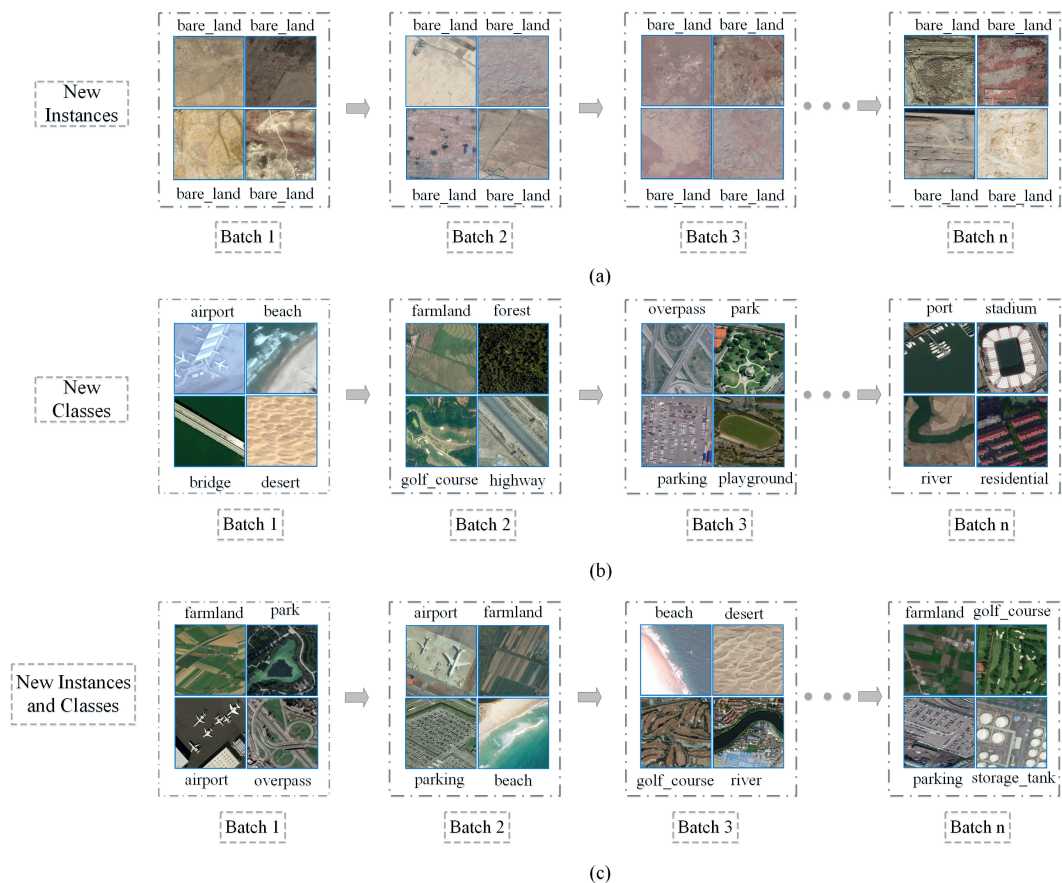 bare_land bare_land bare_land bare_land bare_land bare_land bare_land bare_land
New
Instances
bare_land bare_land bare_land bare_land bare_land bare_land bare_land bare_land
Batch 1 Batch 2 Batch 3 Batch n
(a)
airport beach farmland forest overpass park port stadium
New
Classes
bridge desert golf_course highway parking playground river residential
Batch 1 Batch 2 Batch 3 Batch n
(b)
farmland park airport farmland beach desert farmland golf_course
New Instances
and Classes
airport overpass parking beach golf_course river parking storage_tank
Batch 1 Batch 2 Batch 3 Batch n
(c)